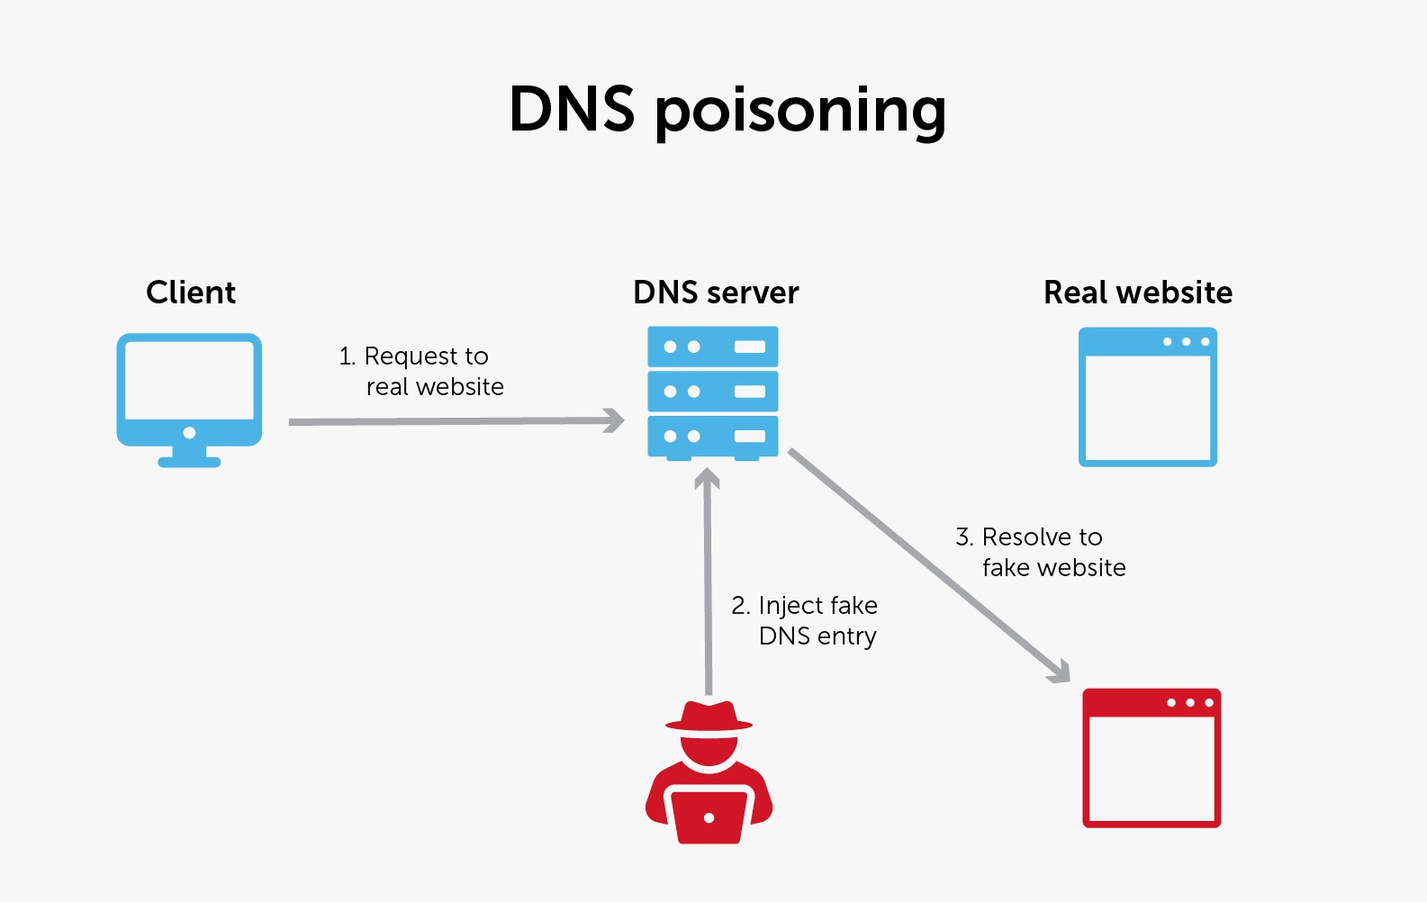 DNS poisoning
Client
DNS server
Real website
1. Request to
real website
2. Inject fake
DNS entry
3. Resolve to
fake website